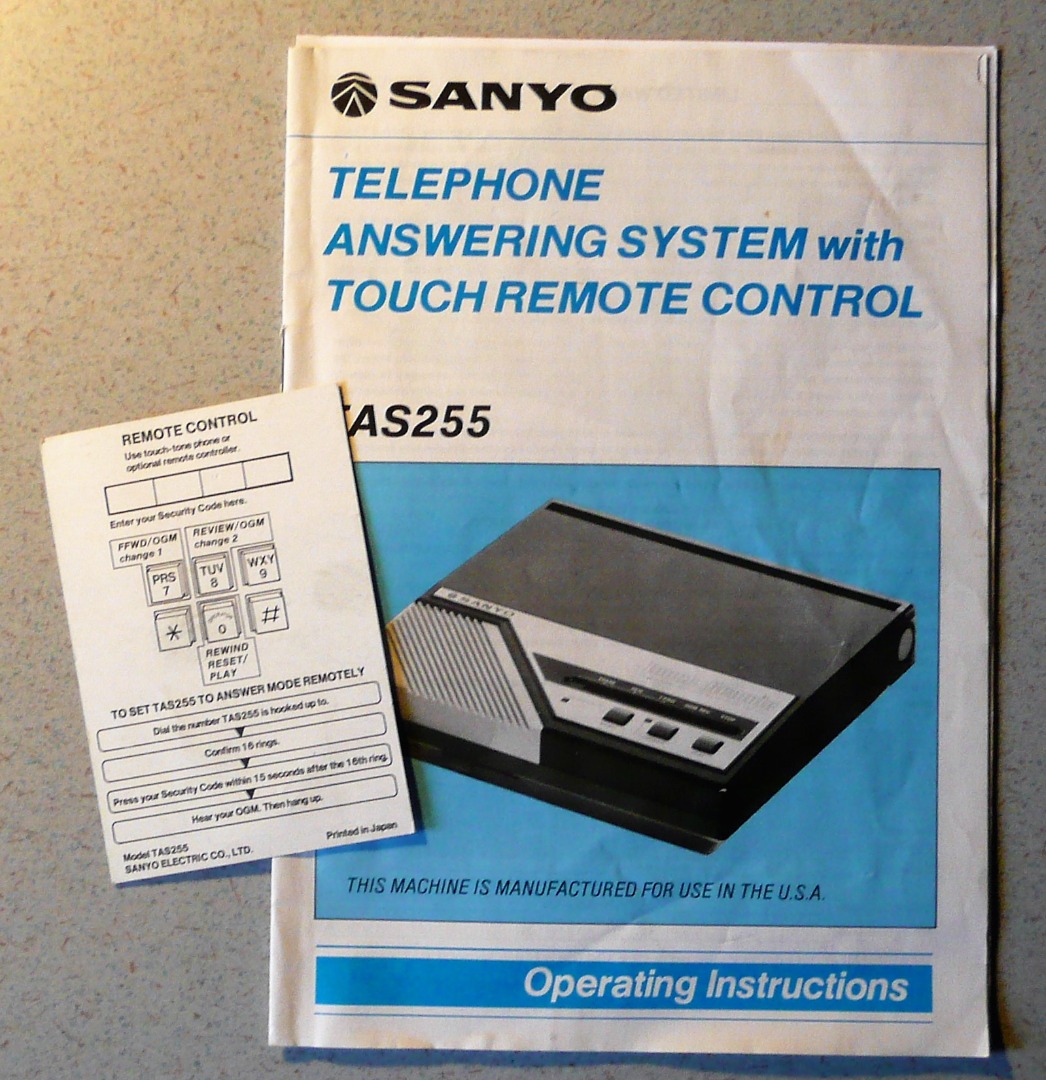 SANYO
TELEPHONE
ANSWERING SYSTEM with
TOUCH REMOTE CONTROL
TAS255
SANYO
THIS MACHINE IS MANUFACTURED FOR USE IN THE U.S.A.
Operating Instructions
REMOTE CONTROL
Use touch-tone phone or
optional remote controller.
Enter your Security Code here.
FFWD/OGM
change 1
REVIEW/OGM
change 2
PRS
7
TUV
8
WXY
9
*
0
#
REWIND
RESET/
PLAY
TO SET TAS255 TO ANSWER MODE REMOTELY
Dial the number TAS255 is hooked up to.
Confirm 16 rings.
Press your Security Code within 15 seconds after the 16th ring.
Hear your OGM. Then hang up.
Model TAS255
SANYO ELECTRIC CO., LTD.
Printed in Japan